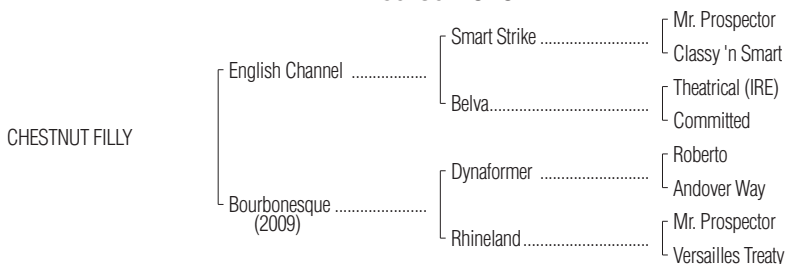 Mr. Prospector
Smart Strike ..........................
Classy 'n Smart
English Channel ..................
Theatrical (IRE)
Belva.......................................
Committed
CHESTNUT FILLY
Roberto
Dynaformer ..........................
Andover Way
Bourbonesque ......................
(2009)
Mr. Prospector
Rhineland..............................
Versailles Treaty